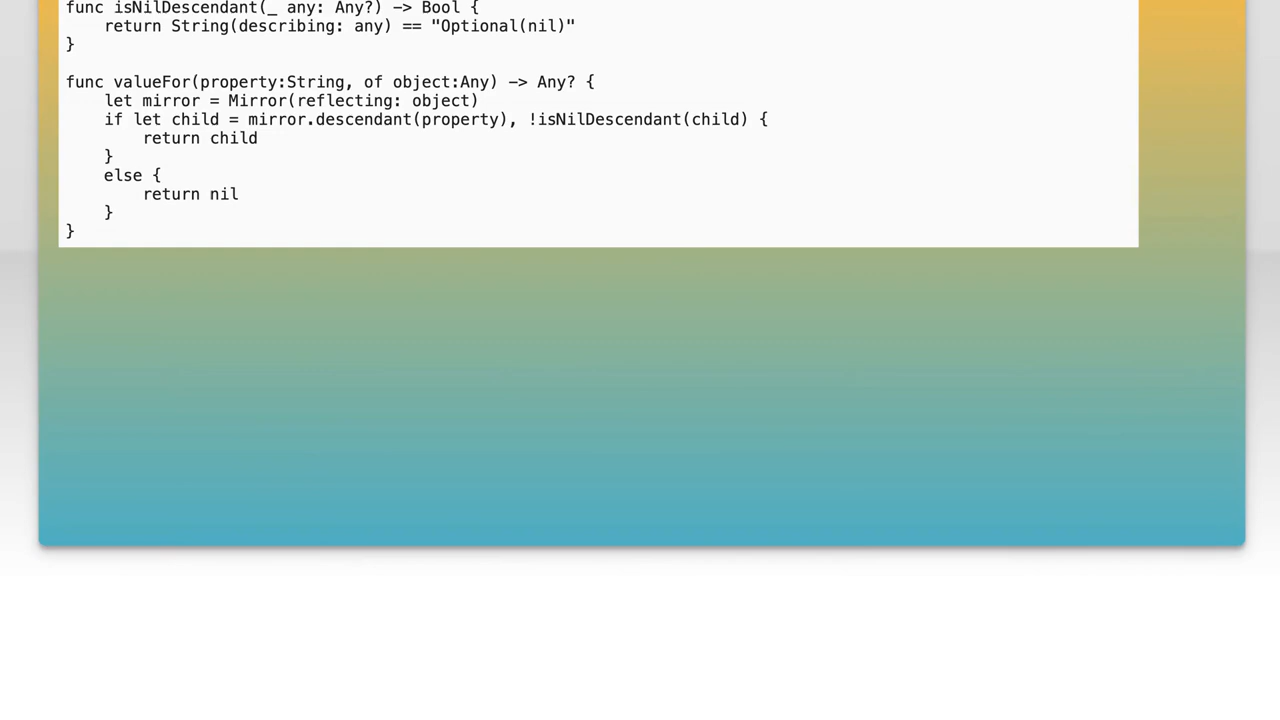 func isNilDescendant(_ any: Any?) -> Bool {
    return String(describing: any) == "Optional(nil)"
}

func valueFor(property:String, of object:Any) -> Any? {
    let mirror = Mirror(reflecting: object)
    if let child = mirror.descendant(property), !isNilDescendant(child) {
        return child
    }
    else {
        return nil
    }
}